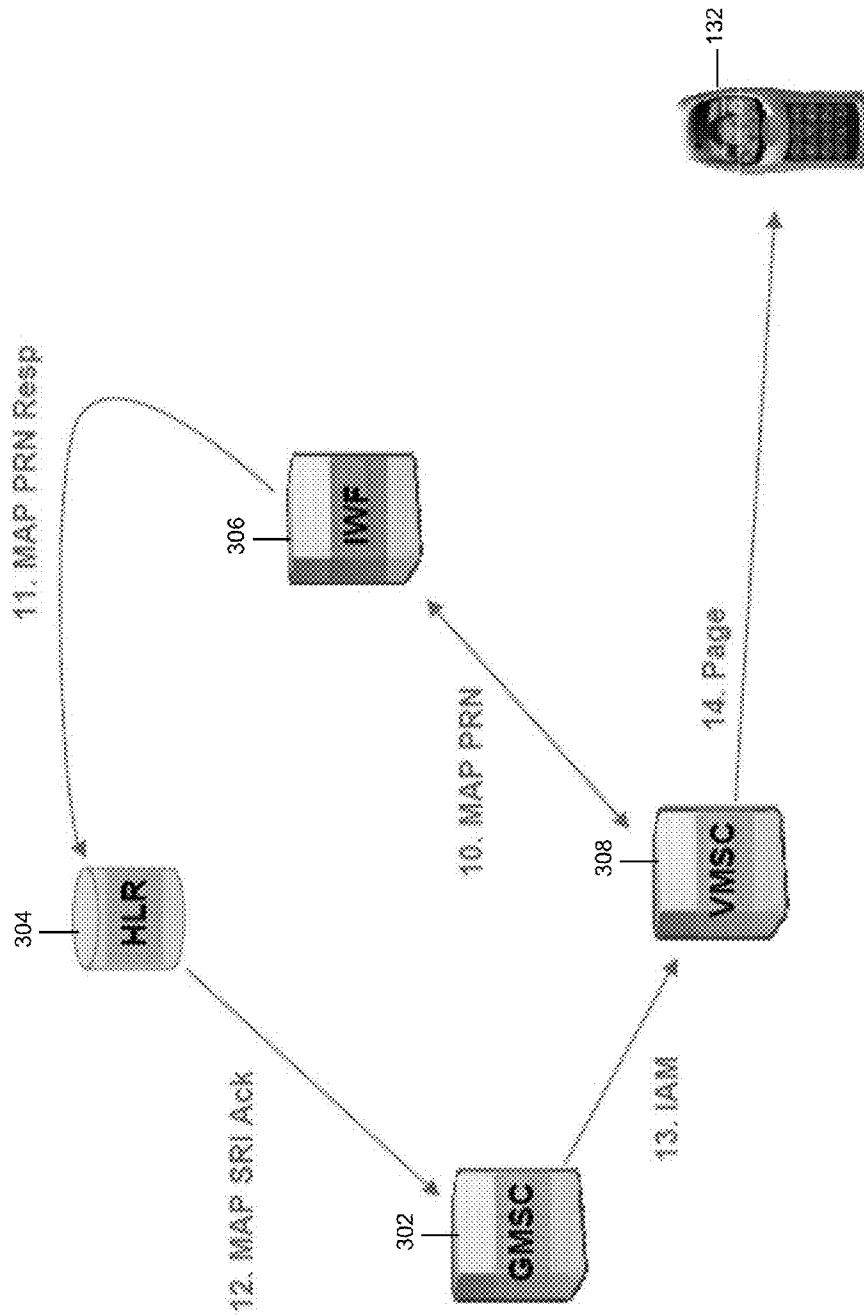 11. MAP PRN Resp
304
HLR
306
IWF
132
12. MAP SRI Ack
10. MAP PRN
302
GMSC
308
VMSC
13. IAM
14. Page